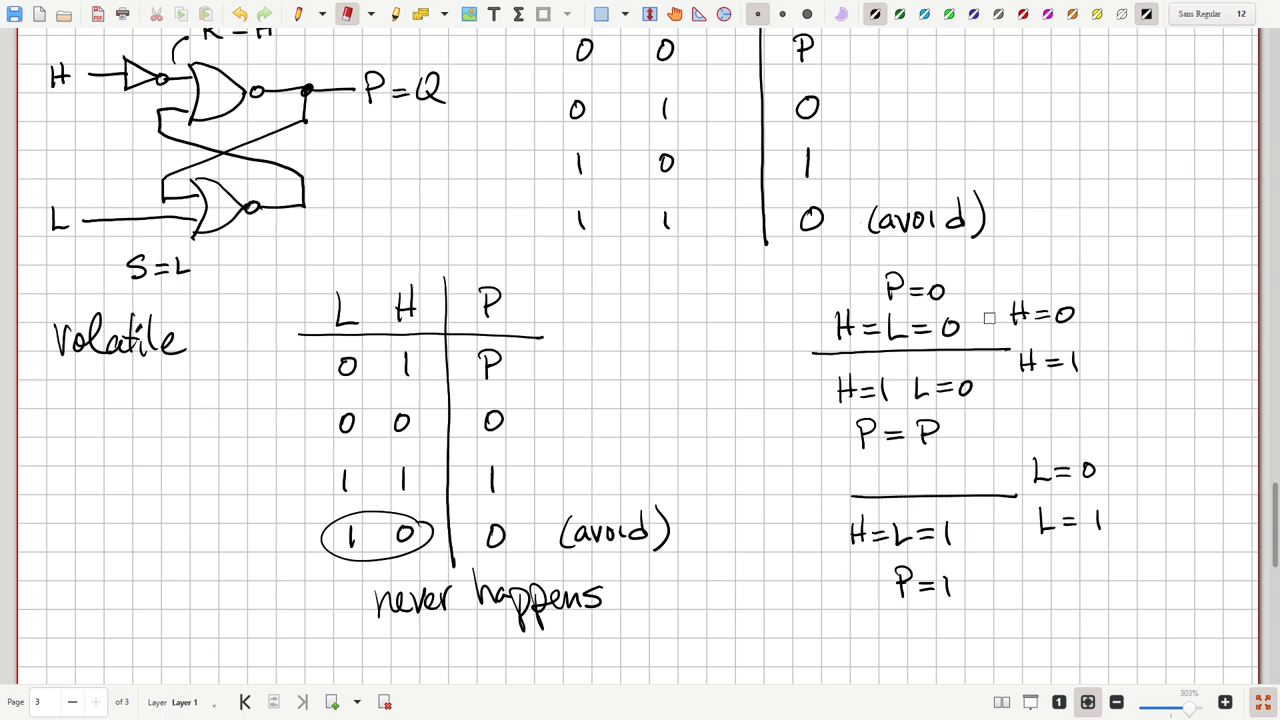 Sans Regular 12
R = H
H
P = Q
L
S = L
0 0 P
0 1 0
1 0 1
1 1 0 (avoid)
volatile
L H P
0 1 P
0 0 0
1 1 1
1 0 0 (avoid)
never happens
P = 0
H = L = 0
H = 0
H = 1
H = 1 L = 0
P = P
L = 0
L = 1
H = L = 1
P = 1
Page 3 of 3 Layer Layer 1 303%